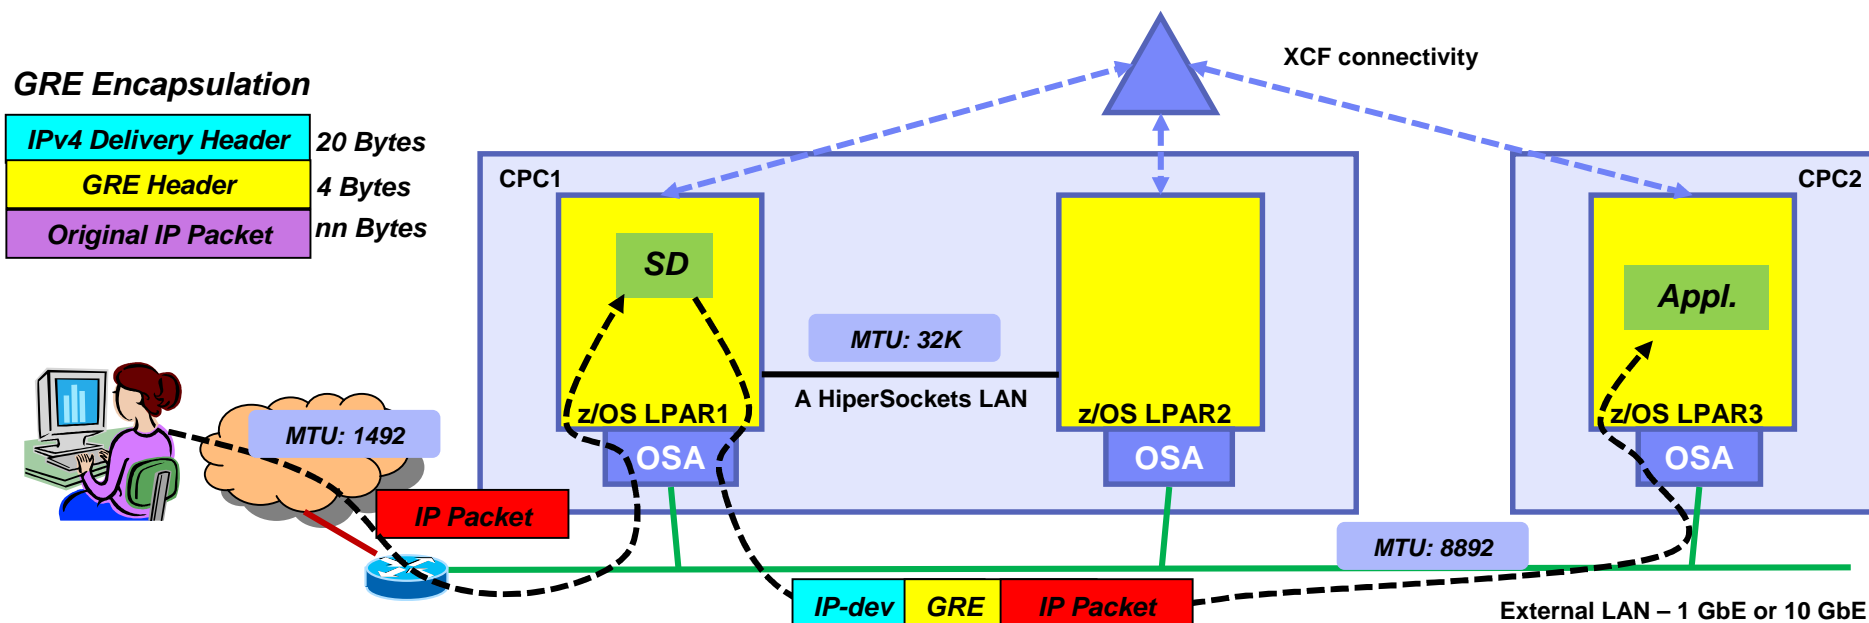 GRE Encapsulation
IPv4 Delivery Header
20 Bytes
GRE Header
4 Bytes
Original IP Packet
nn Bytes
XCF connectivity
CPC1
CPC2
SD
Appl.
MTU: 32K
A HiperSockets LAN
z/OS LPAR1
z/OS LPAR2
z/OS LPAR3
MTU: 1492
OSA
OSA
OSA
IP Packet
MTU: 8892
IP-dev
GRE
IP Packet
External LAN – 1 GbE or 10 GbE